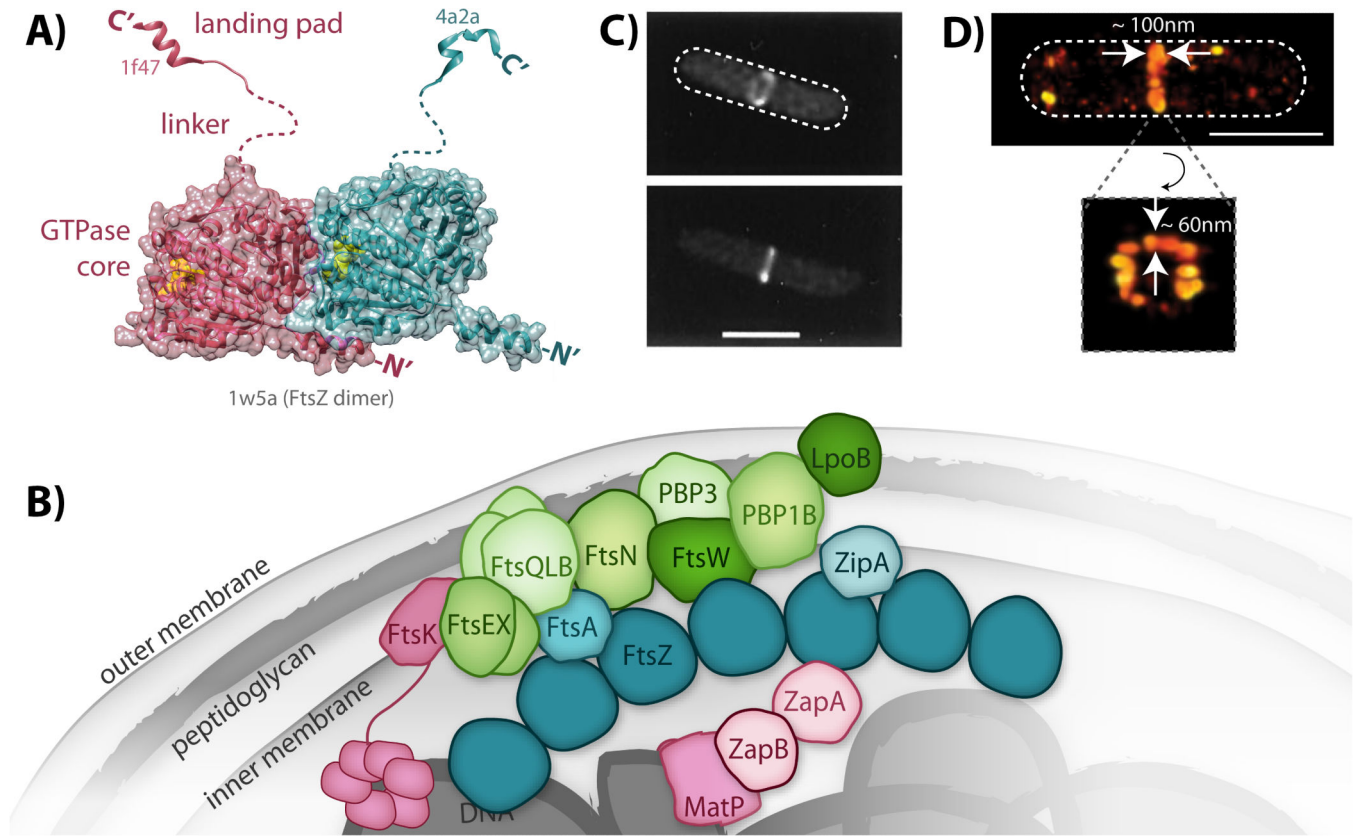 A)
C'
landing pad
1f47
4a2a
C'
linker
GTPase
core
N'
N'
1w5a (FtsZ dimer)
C)
D)
~ 100nm
~ 60nm
B)
LpoB
PBP3
PBP1B
FtsQLB
FtsN
FtsW
ZipA
FtsK
FtsEX
FtsA
FtsZ
outer membrane
peptidoglycan
inner membrane
ZapA
ZapB
MatP
DNA